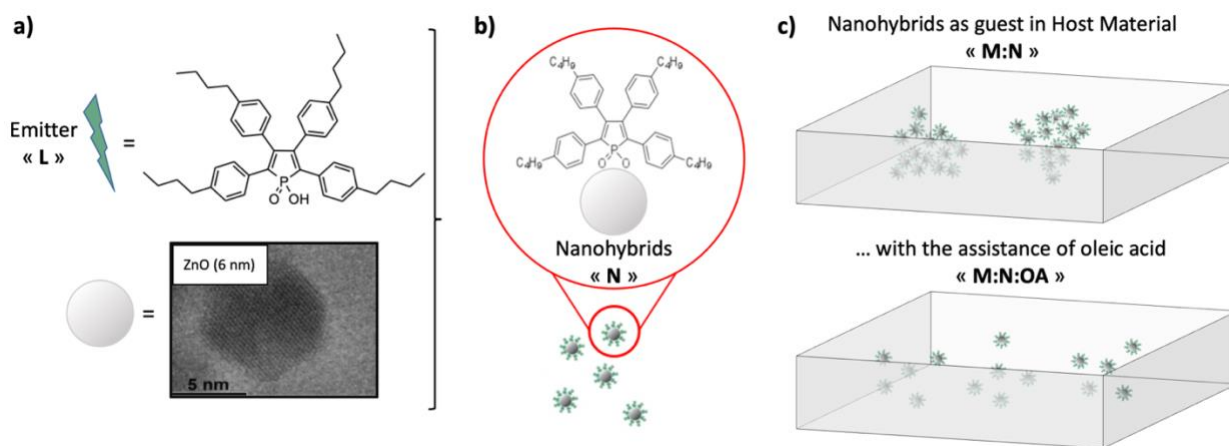 a)
Emitter
« L »
=
P
O OH
=
ZnO (6 nm)
5 nm
b)
C₄H₉ C₄H₉
C₄H₉ P C₄H₉
O O
Nanohybrids
« N »
c)
Nanohybrids as guest in Host Material
« M:N »
... with the assistance of oleic acid
« M:N:OA »